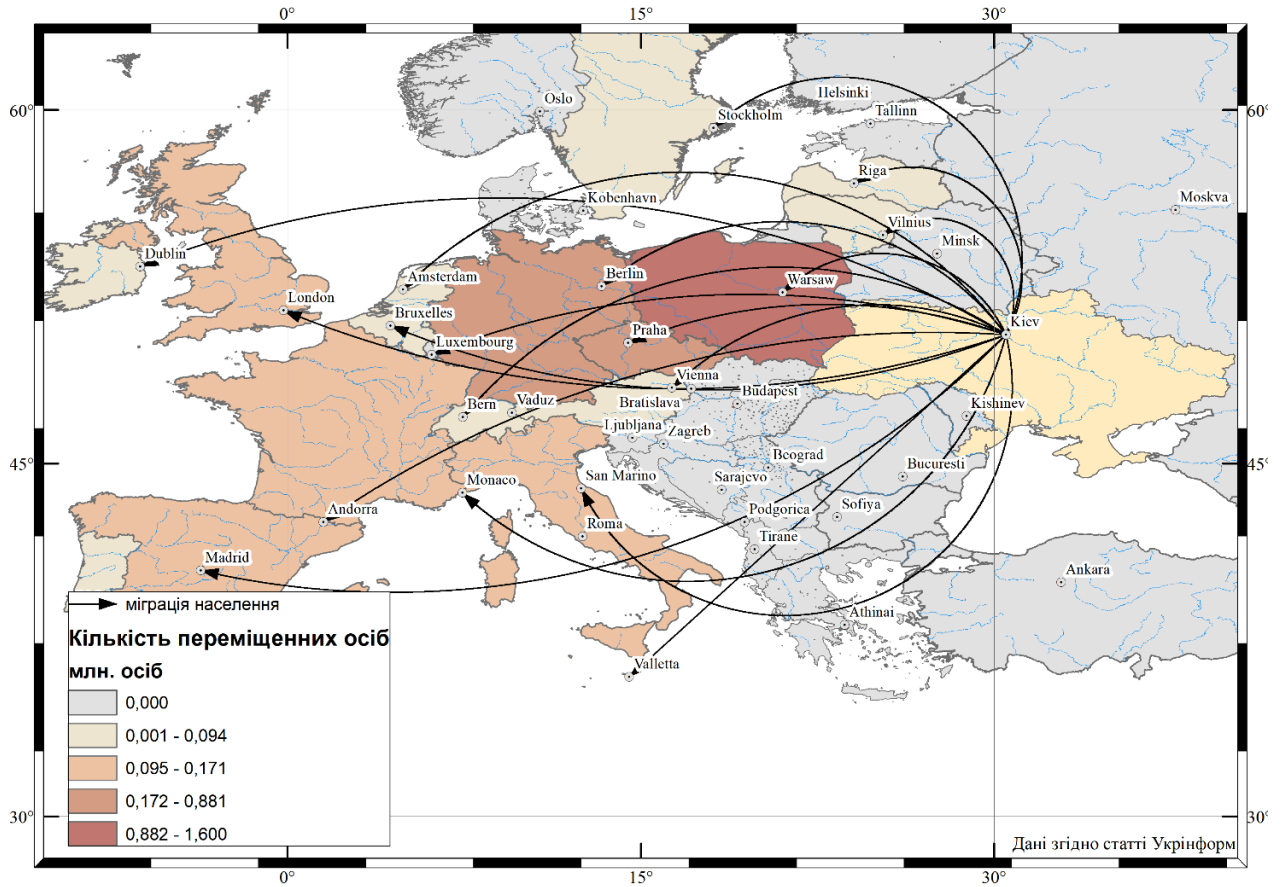 0° 15° 30°
60° 60°
Helsinki
Oslo
Tallinn
Stockholm
Riga
Moskva
Kobenhavn
Vilnius
Minsk
Dublin
Berlin
Amsterdam
Warsaw
London
Bruxelles
Kiev
Praha
Luxembourg
Vienna
Budapest
Bratislava
Bern
Vaduz
Kishinev
Ljubljana
Zagreb
45° 45°
Beograd
Bucuresti
Monaco
San Marino
Sarajevo
Andorra
Podgorica
Sofiya
Roma
Tirane
Madrid
Ankara
Athinai
Valletta
міграція населення
Кількість переміщенних осіб
млн. осіб
0,000
0,001 - 0,094
0,095 - 0,171
0,172 - 0,881
0,882 - 1,600
30° 30°
Дані згідно статті Укрінформ
0° 15° 30°